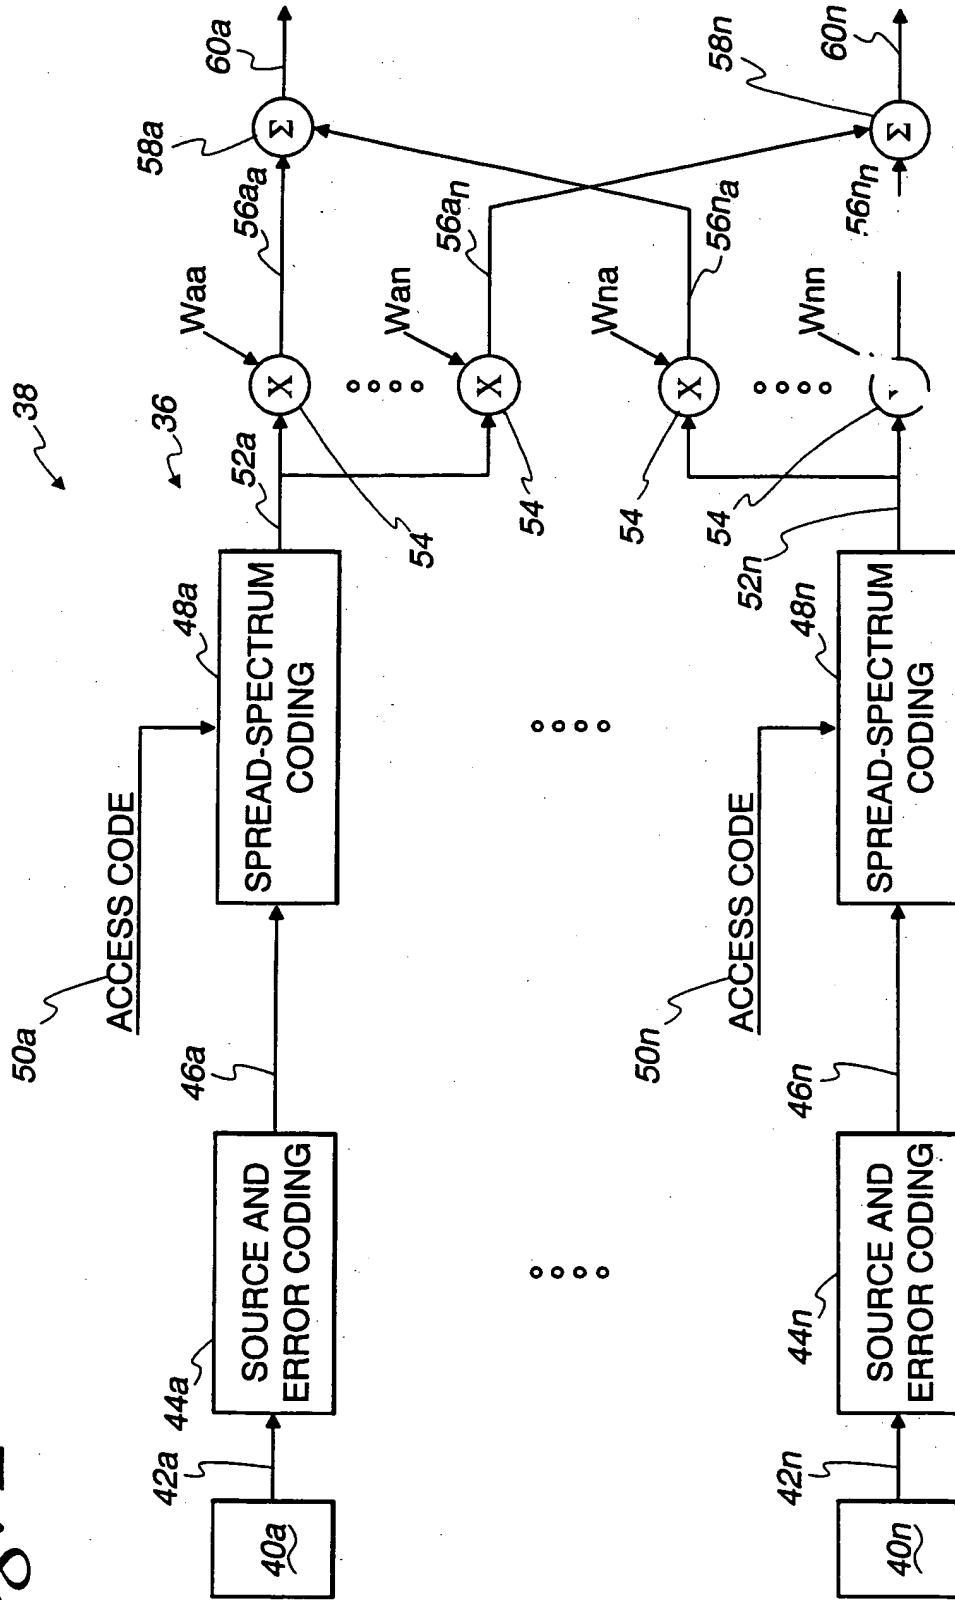 38
36
40a
42a
44a
SOURCE AND
ERROR CODING
46a
50a
ACCESS CODE
48a
SPREAD-SPECTRUM
CODING
52a
54
X
Waa
56aa
58a
Σ
60a
54
X
Wan
56an
54
X
Wna
56na
40n
42n
44n
SOURCE AND
ERROR CODING
46n
50n
ACCESS CODE
48n
SPREAD-SPECTRUM
CODING
52n
54
Wnn
56nn
58n
Σ
60n